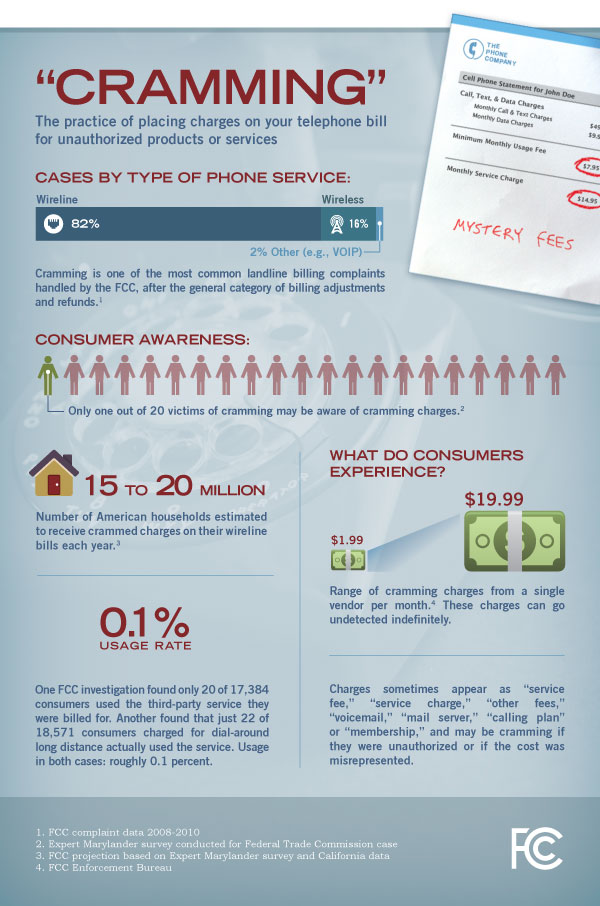 “CRAMMING”
The practice of placing charges on your telephone bill
for unauthorized products or services
THE
PHONE
COMPANY
Cell Phone Statement for John Doe
Call, Text, & Data Charges
Monthly Call & Text Charges
Monthly Data Charges
Minimum Monthly Usage Fee
$7.95
Monthly Service Charge
$14.95
MYSTERY FEES
CASES BY TYPE OF PHONE SERVICE:
Wireline
Wireless
82%
16%
2% Other (e.g., VOIP)
Cramming is one of the most common landline billing complaints
handled by the FCC, after the general category of billing adjustments
and refunds.1
CONSUMER AWARENESS:
Only one out of 20 victims of cramming may be aware of cramming charges.2
15 TO 20 MILLION
Number of American households estimated
to receive crammed charges on their wireline
bills each year.3
0.1%
USAGE RATE
One FCC investigation found only 20 of 17,384
consumers used the third-party service they
were billed for. Another found that just 22 of
18,571 consumers charged for dial-around
long distance actually used the service. Usage
in both cases: roughly 0.1 percent.
WHAT DO CONSUMERS
EXPERIENCE?
$19.99
$1.99
Range of cramming charges from a single
vendor per month.4 These charges can go
undetected indefinitely.
Charges sometimes appear as “service
fee,” “service charge,” “other fees,”
“voicemail,” “mail server,” “calling plan”
or “membership,” and may be cramming if
they were unauthorized or if the cost was
misrepresented.
1. FCC complaint data 2008-2010
2. Expert Marylander survey conducted for Federal Trade Commission case
3. FCC projection based on Expert Marylander survey and California data
4. FCC Enforcement Bureau
FCC